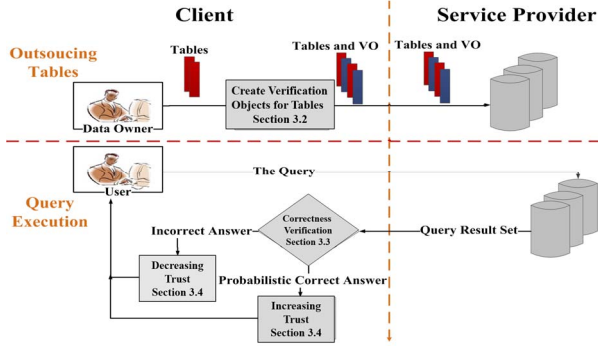 Client
Service Provider
Outsoucing
Tables
Tables
Tables and VO
Tables and VO
Create Verification
Objects for Tables
Section 3.2
Data Owner
The Query
User
Query
Execution
Correctness
Verification
Section 3.3
Incorrect Answer
Query Result Set
Decreasing
Trust
Section 3.4
Probabilistic Correct Answer
Increasing
Trust
Section 3.4